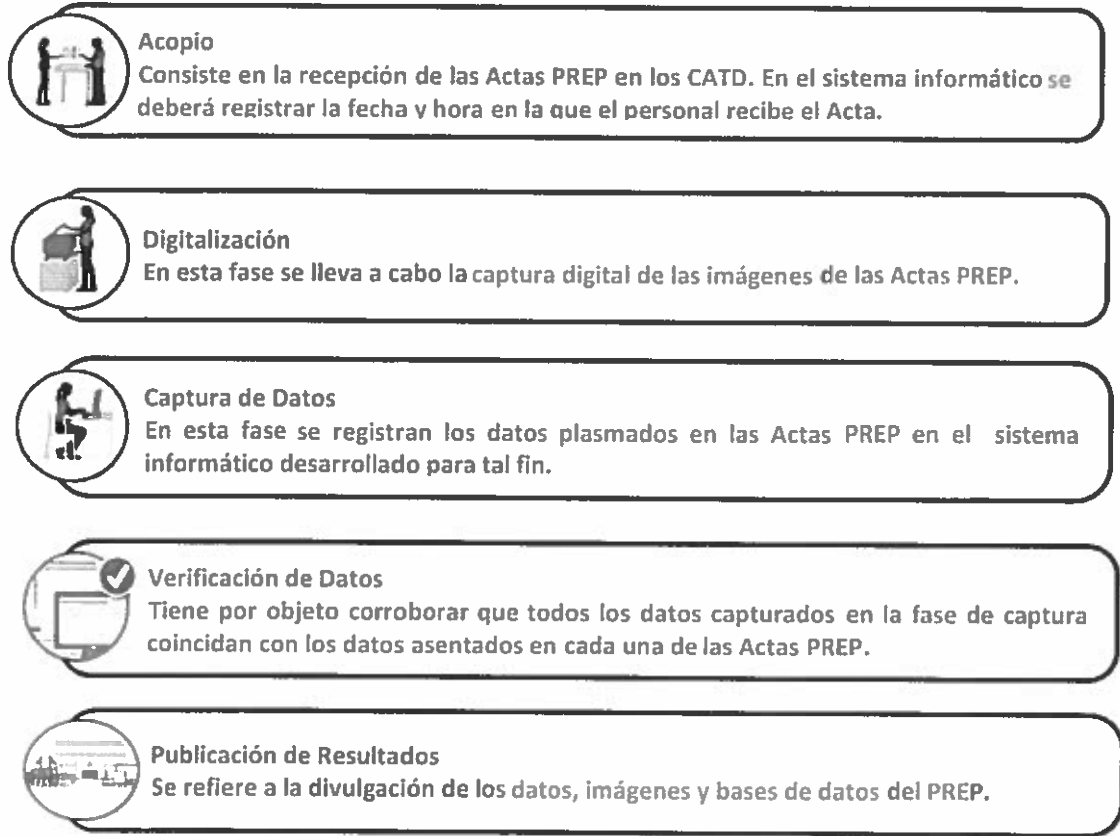 Acopio
Consiste en la recepción de las Actas PREP en los CATD. En el sistema informático se
deberá registrar la fecha y hora en la que el personal recibe el Acta.
Digitalización
En esta fase se lleva a cabo la captura digital de las imágenes de las Actas PREP.
Captura de Datos
En esta fase se registran los datos plasmados en las Actas PREP en el sistema
informático desarrollado para tal fin.
Verificación de Datos
Tiene por objeto corroborar que todos los datos capturados en la fase de captura
coincidan con los datos asentados en cada una de las Actas PREP.
Publicación de Resultados
Se refiere a la divulgación de los datos, imágenes y bases de datos del PREP.